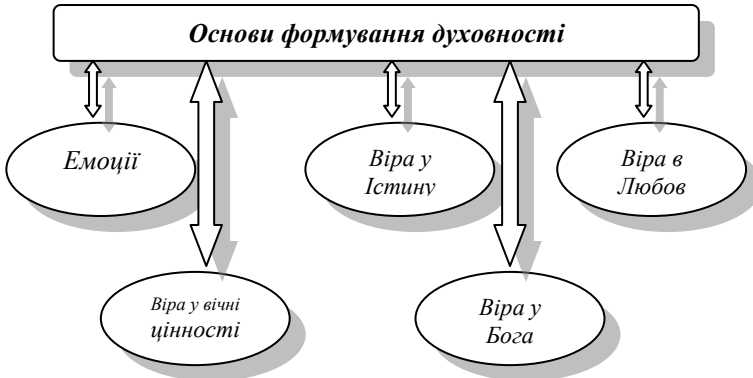 Основи формування духовності
Емоції
Віра у
Істину
Віра в
Любов
Віра у вічні
цінності
Віра у
Бога